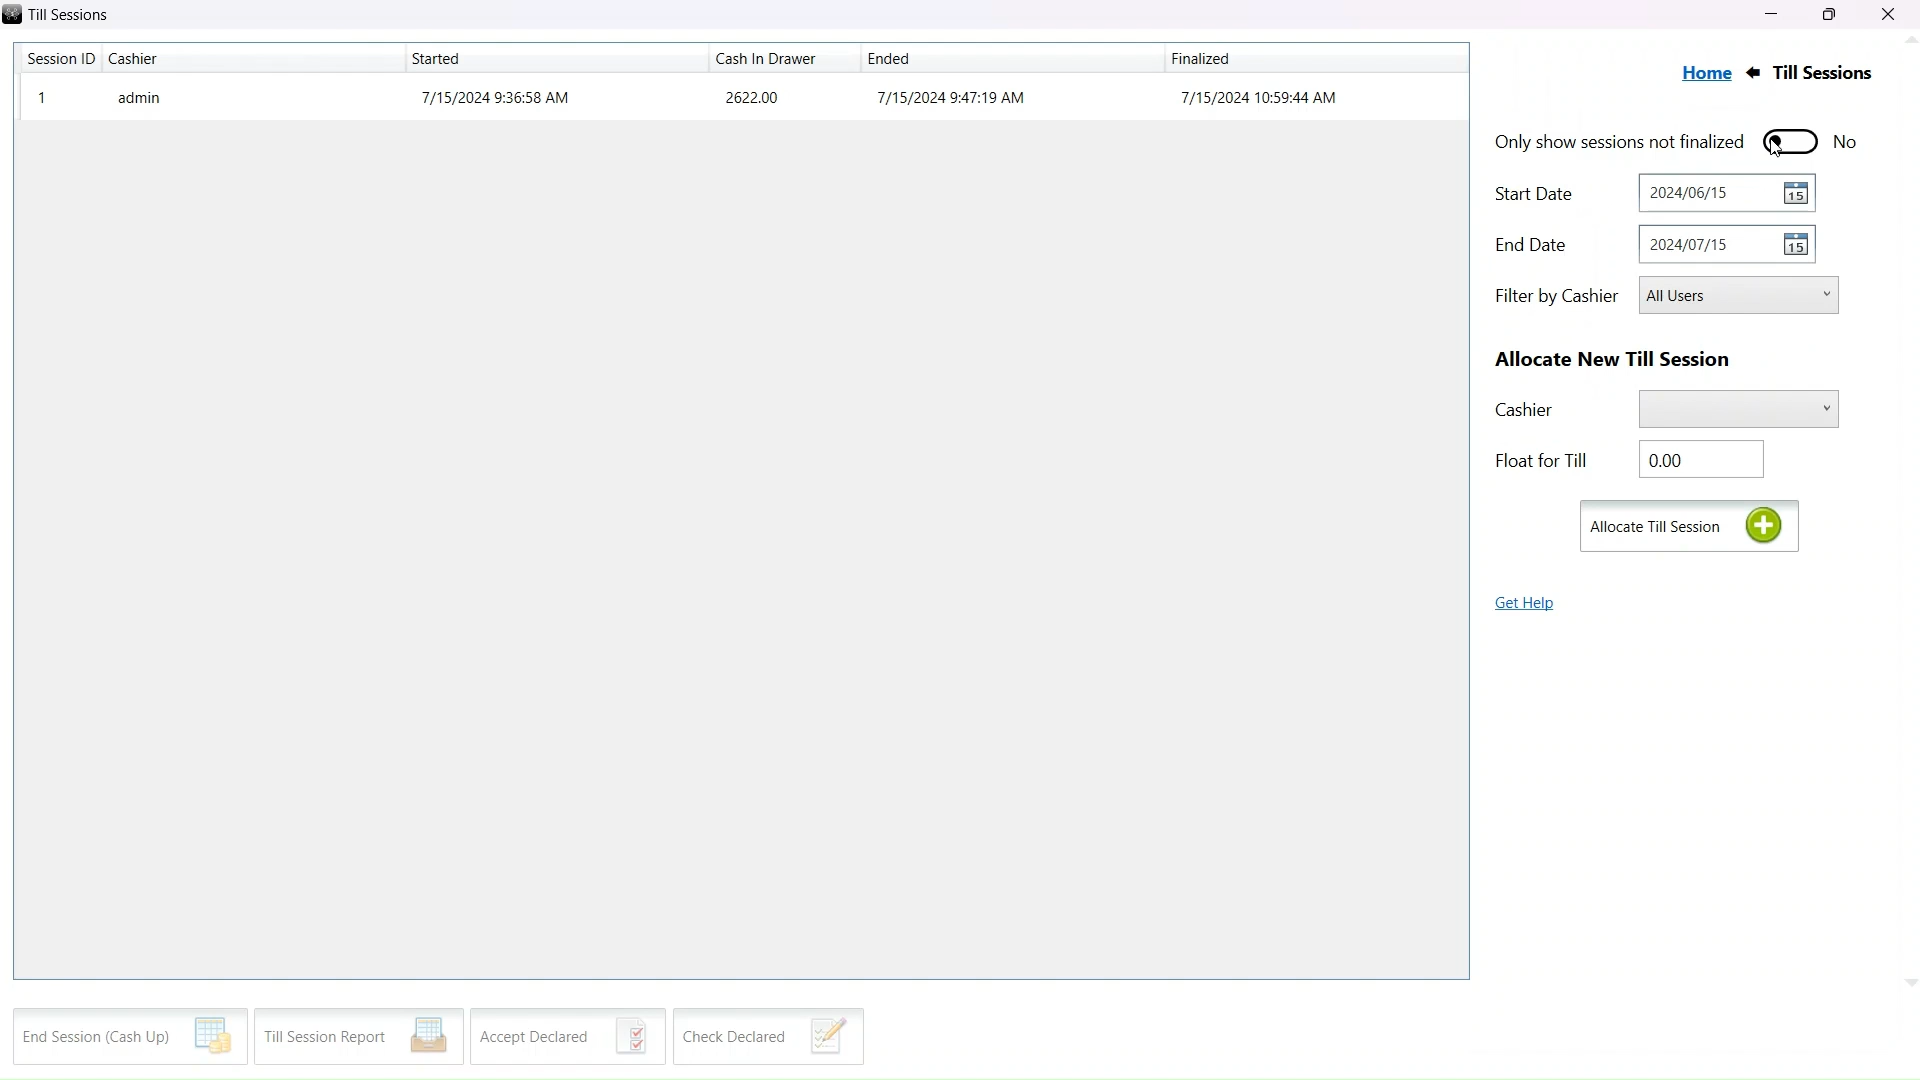 Till Sessions
Session ID Cashier Started Cash In Drawer Ended Finalized
1 admin 7/15/2024 9:36:58 AM 2622.00 7/15/2024 9:47:19 AM 7/15/2024 10:59:44 AM
Home Till Sessions
Only show sessions not finalized No
Start Date 2024/06/15 15
End Date 2024/07/15 15
Filter by Cashier All Users
Allocate New Till Session
Cashier
Float for Till 0.00
Allocate Till Session
Get Help
End Session (Cash Up) Till Session Report Accept Declared Check Declared